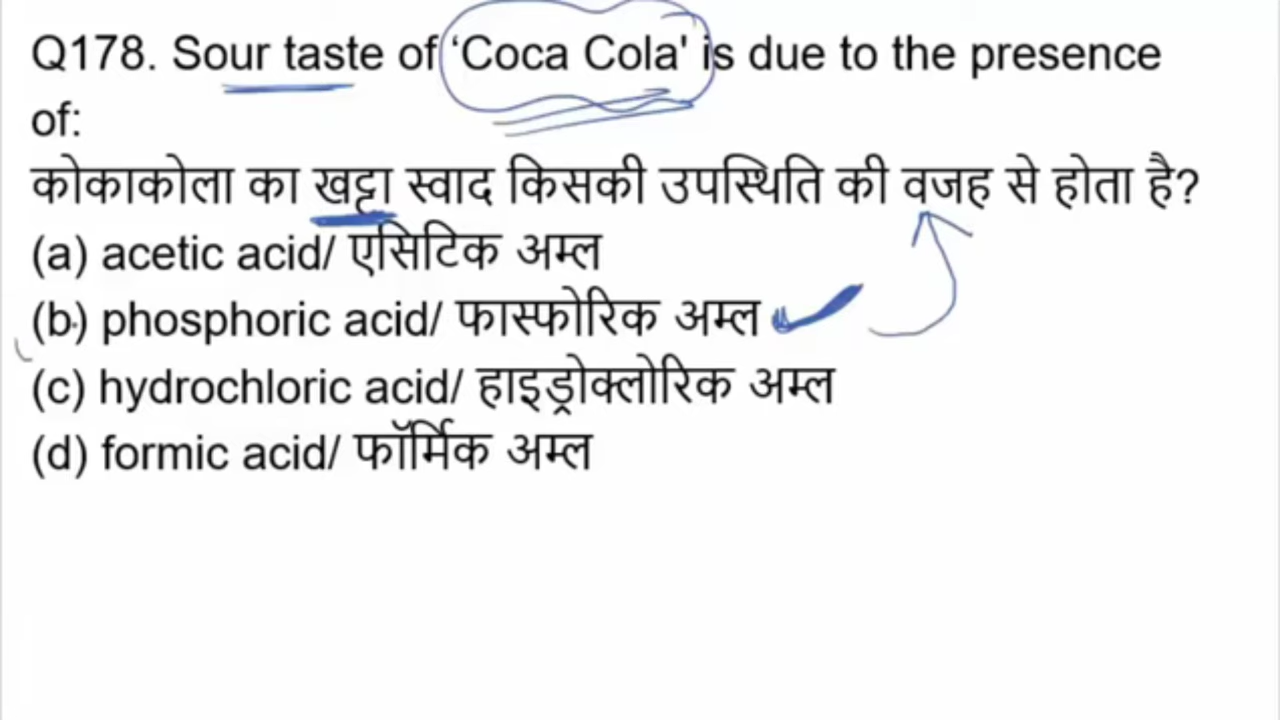 Q178. Sour taste of ‘Coca Cola' is due to the presence
of:
कोकाकोला का खट्टा स्वाद किसकी उपस्थिति की वजह से होता है?
(a) acetic acid/ एसिटिक अम्ल
(b) phosphoric acid/ फास्फोरिक अम्ल
(c) hydrochloric acid/ हाइड्रोक्लोरिक अम्ल
(d) formic acid/ फॉर्मिक अम्ल